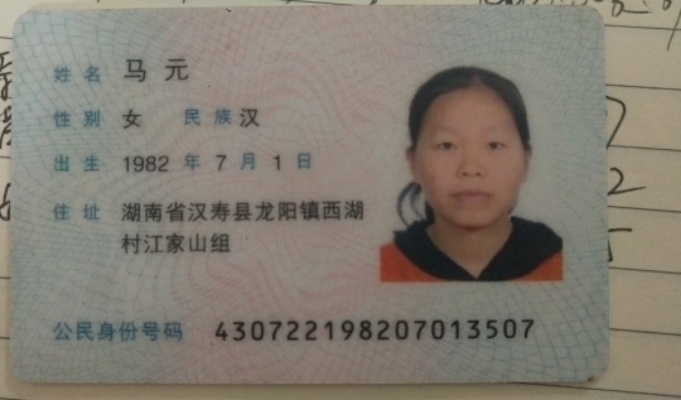 姓名 马元
性别 女 民族 汉
出生 1982 年 7 月 1 日
住址 湖南省汉寿县龙阳镇西湖
村江家山组
公民身份号码 430722198207013507